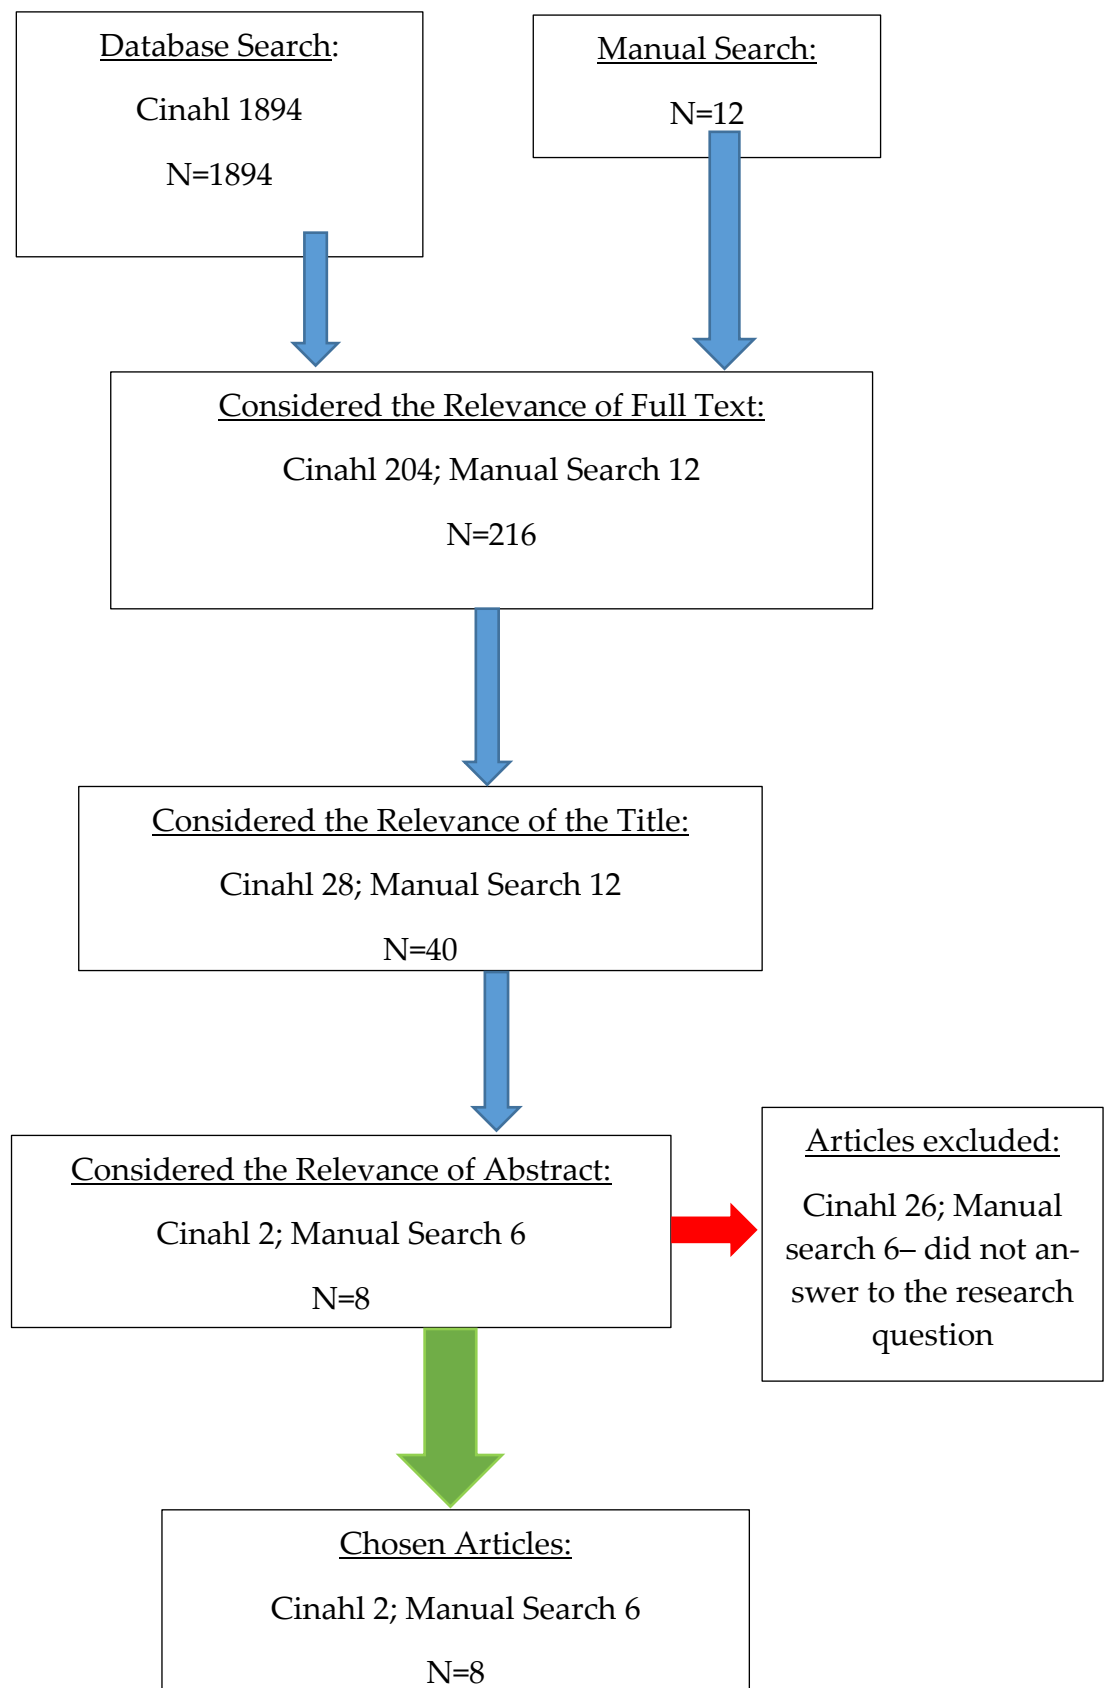 Database Search:
Cinahl 1894
N=1894
Manual Search:
N=12
Considered the Relevance of Full Text:
Cinahl 204; Manual Search 12
N=216
Considered the Relevance of the Title:
Cinahl 28; Manual Search 12
N=40
Considered the Relevance of Abstract:
Cinahl 2; Manual Search 6
N=8
Articles excluded:
Cinahl 26; Manual
search 6– did not an-
swer to the research
question
Chosen Articles:
Cinahl 2; Manual Search 6
N=8